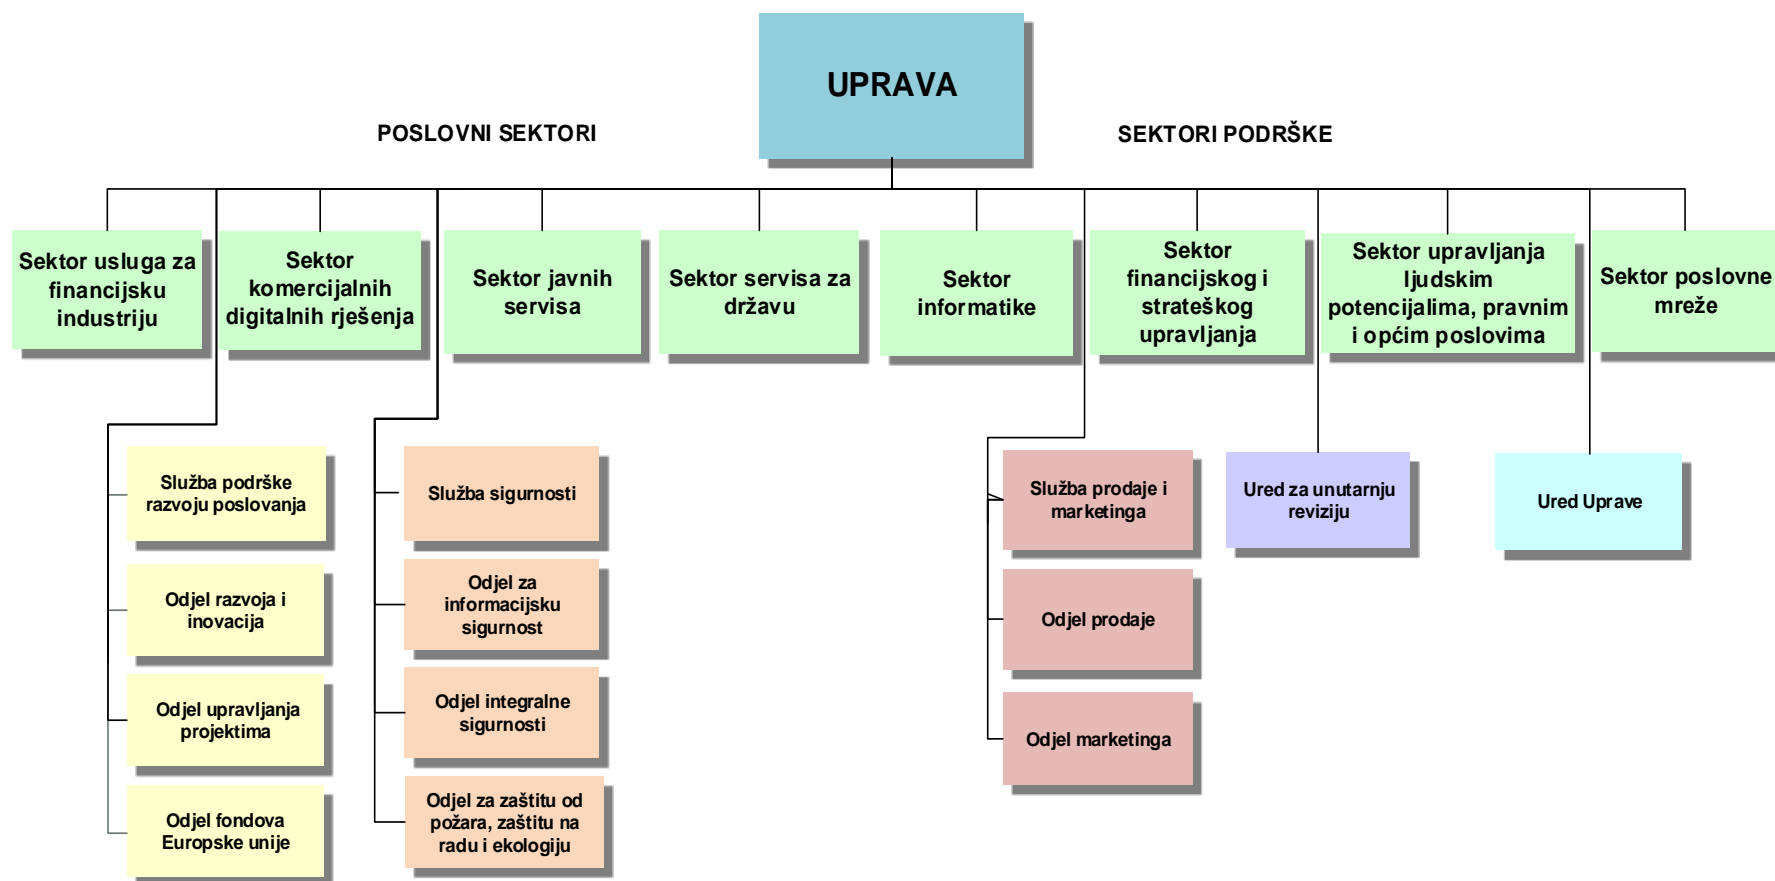 UPRAVA
POSLOVNI SEKTORI
SEKTORI PODRŠKE
Sektor usluga za
financijsku
industriju
Sektor
komercijalnih
digitalnih rješenja
Sektor javnih
servisa
Sektor servisa za
državu
Sektor
informatike
Sektor
financijskog i
strateškog
upravljanja
Sektor upravljanja
ljudskim
potencijalima, pravnim
i općim poslovima
Sektor poslovne
mreže
Služba podrške
razvoju poslovanja
Odjel razvoja i
inovacija
Odjel upravljanja
projektima
Odjel fondova
Europske unije
Služba sigurnosti
Odjel za
informacijsku
sigurnost
Odjel integralne
sigurnosti
Odjel za zaštitu od
požara, zaštitu na
radu i ekologiju
Služba prodaje i
marketinga
Odjel prodaje
Odjel marketinga
Ured za unutarnju
reviziju
Ured Uprave